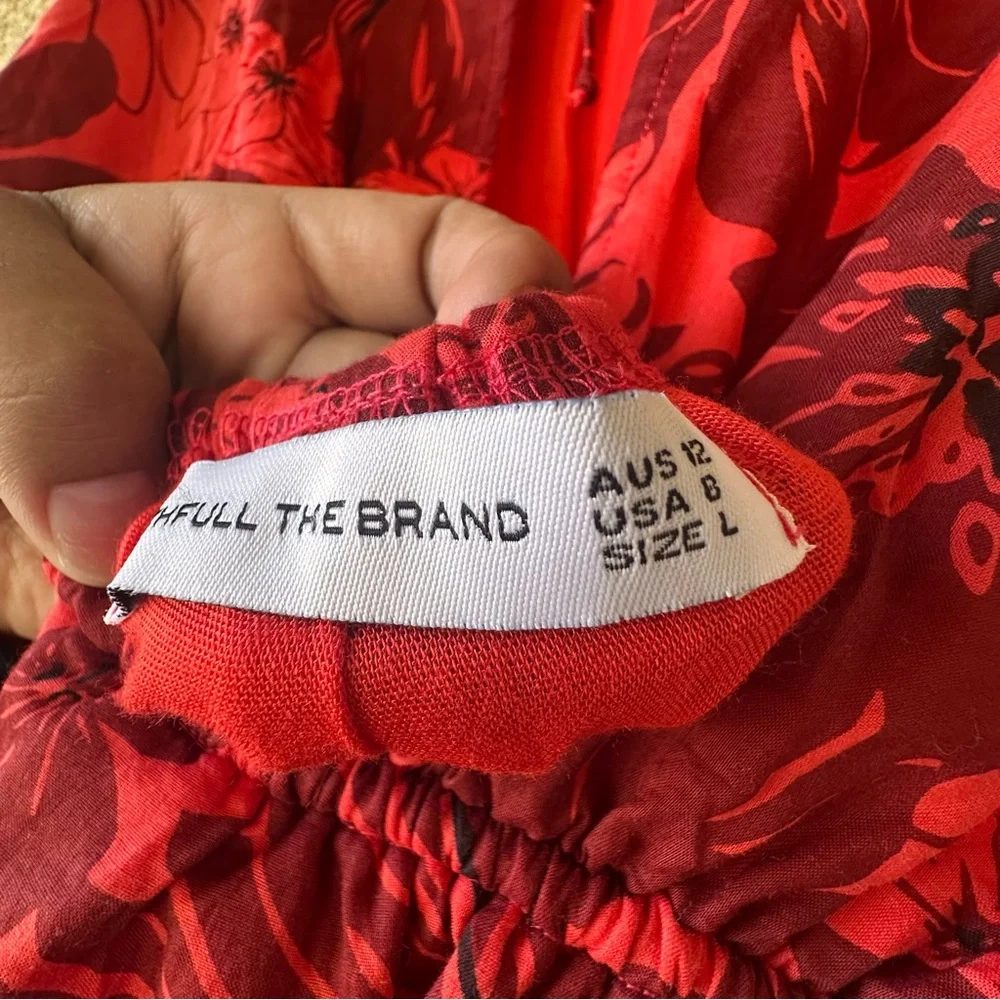 HFULL THE BRAND
AUS 12
USA 8
SIZE L